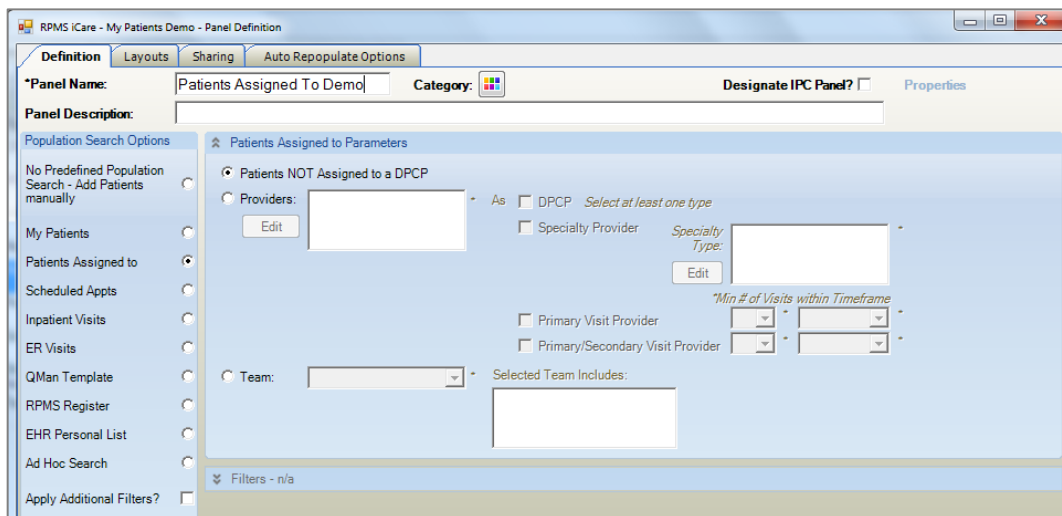 RPMS iCare - My Patients Demo - Panel Definition
Definition Layouts Sharing Auto Repopulate Options
*Panel Name: Patients Assigned To Demo Category: Designate IPC Panel? Properties
Panel Description:
Population Search Options
No Predefined Population
Search - Add Patients
manually
My Patients
Patients Assigned to
Scheduled Appts
Inpatient Visits
ER Visits
QMan Template
RPMS Register
EHR Personal List
Ad Hoc Search
Apply Additional Filters?
Patients Assigned to Parameters
Patients NOT Assigned to a DPCP
Providers: * As DPCP Select at least one type
Edit
Specialty Provider Specialty
Type: *
Edit
*Min # of Visits within Timeframe
Primary Visit Provider * *
Primary/Secondary Visit Provider * *
Team: * Selected Team Includes:
Filters - n/a